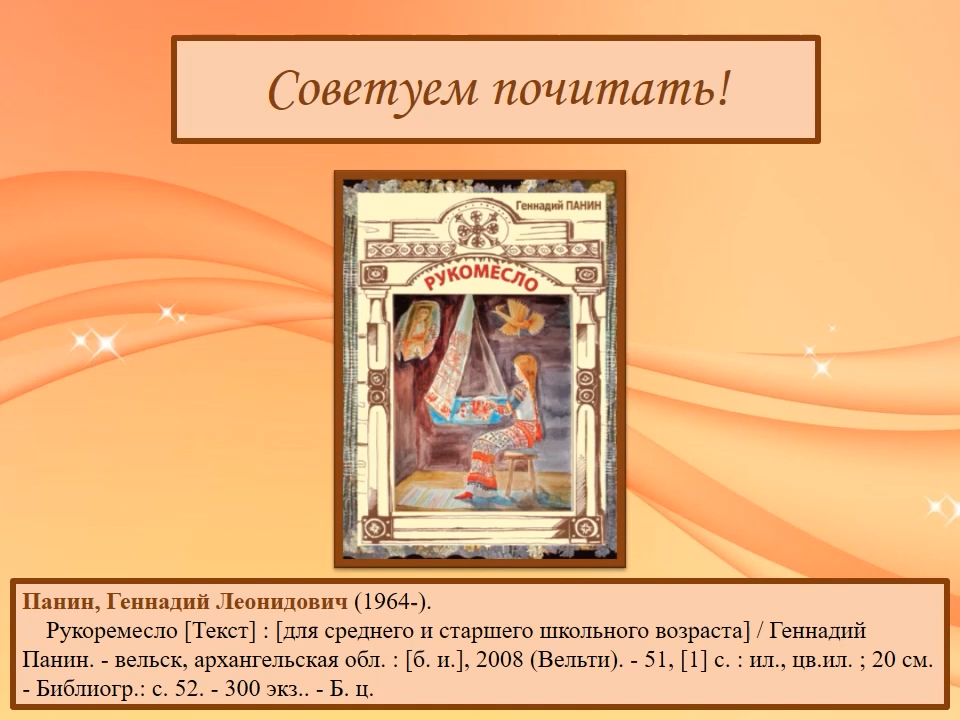 Советуем почитать!
Геннадий ПАНИН
РУКОМЕСЛО
Панин, Геннадий Леонидович (1964-).
Рукоремесло [Текст] : [для среднего и старшего школьного возраста] / Геннадий
Панин. - вельск, архангельская обл. : [б. и.], 2008 (Вельти). - 51, [1] с. : ил., цв.ил. ; 20 см.
- Библиогр.: с. 52. - 300 экз.. - Б. ц.